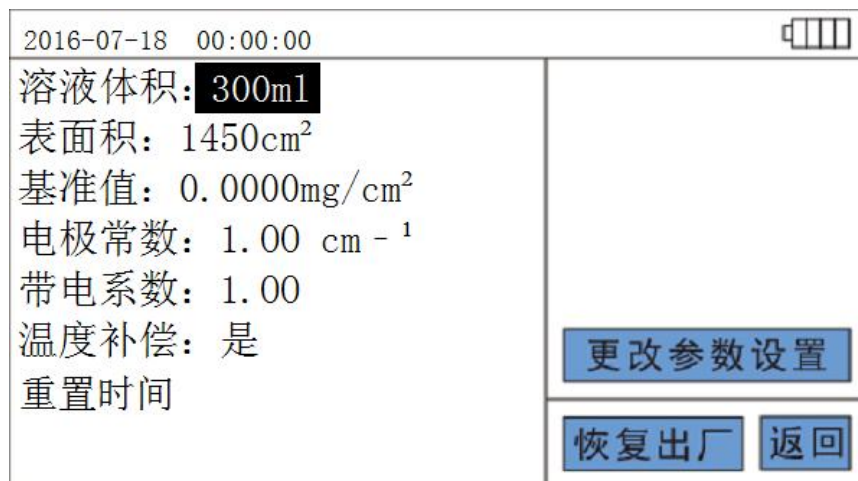 2016-07-18 00:00:00
溶液体积：300ml
表面积：1450cm²
基准值：0.0000mg/cm²
电极常数：1.00 cm﹣¹
带电系数：1.00
温度补偿：是
重置时间
更改参数设置
恢复出厂
返回